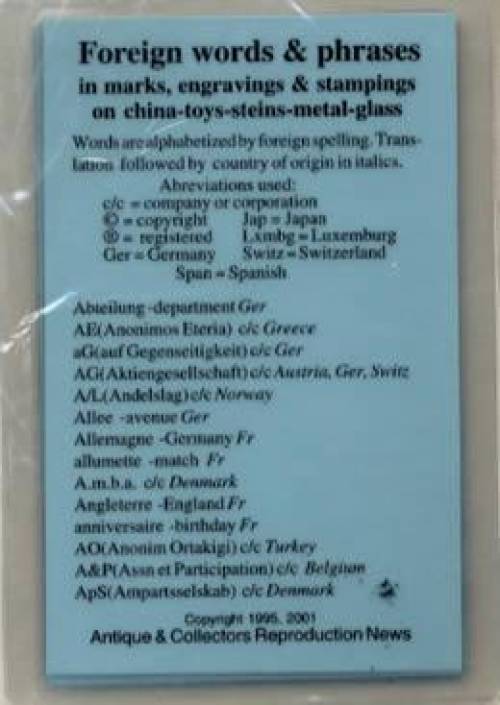 Foreign words & phrases
in marks, engravings & stampings
on china-toys-steins-metal-glass
Words are alphabetized by foreign spelling. Trans-
lation followed by country of origin in italics.
Abreviations used:
c/c = company or corporation
© = copyright Jap = Japan
® = registered Lxmbg = Luxemburg
Ger = Germany Switz = Switzerland
Span = Spanish
Abteilung -department Ger
AE(Anonimos Eteria) c/c Greece
aG(auf Gegenseitigkeit) c/c Ger
AG(Aktiengesellschaft) c/c Austria, Ger, Switz
A/L(Andelslag) c/c Norway
Allee -avenue Ger
Allemagne -Germany Fr
allumette -match Fr
A.m.b.a. c/c Denmark
Angleterre -England Fr
anniversaire -birthday Fr
AO(Anonim Ortakigi) c/c Turkey
A&P(Assn et Participation) c/c Belgium
ApS(Ampartsselskab) c/c Denmark
Copyright 1995, 2001
Antique & Collectors Reproduction News